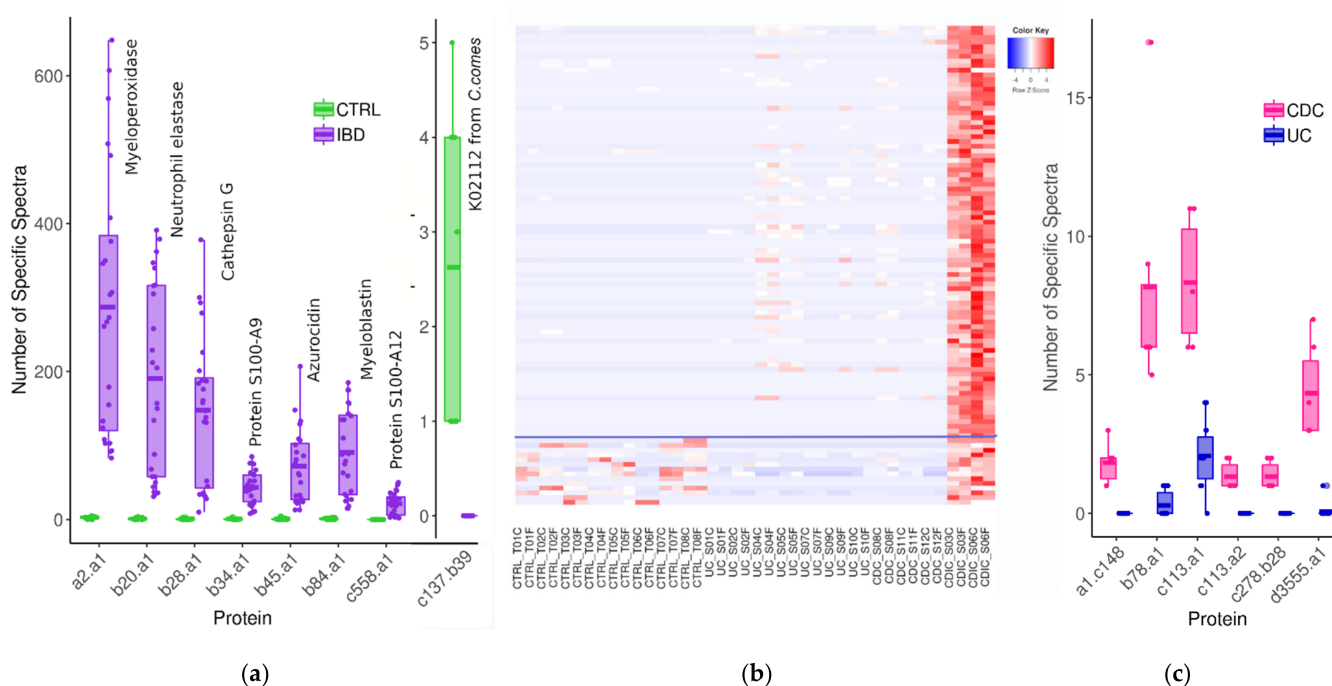 Number of Specific Spectra
600
400
200
0
Myeloperoxidase
Neutrophil elastase
Cathepsin G
Protein S100-A9
Azurocidin
Myeloblastin
Protein S100-A12
CTRL
IBD
5
4
3
2
1
0
K02112 from C.comes
a2.a1
b20.a1
b28.a1
b34.a1
b45.a1
b84.a1
c558.a1
c137.b39
Protein
(a)
Color Key
-4 0 4
Row Z-Score
CTRL_T01C
CTRL_T01F
CTRL_T02C
CTRL_T02F
CTRL_T03C
CTRL_T03F
CTRL_T04C
CTRL_T04F
CTRL_T05C
CTRL_T05F
CTRL_T06C
CTRL_T06F
CTRL_T07C
CTRL_T07F
CTRL_T08C
CTRL_T08F
UC_S01C
UC_S01F
UC_S02C
UC_S02F
UC_S04C
UC_S04F
UC_S05C
UC_S05F
UC_S07C
UC_S07F
UC_S09C
UC_S09F
UC_S10C
UC_S10F
CDC_S08C
CDC_S08F
CDC_S11C
CDC_S11F
CDC_S12C
CDC_S12F
CDIC_S03C
CDIC_S03F
CDIC_S06C
CDIC_S06F
(b)
Number of Specific Spectra
15
10
5
0
CDC
UC
a1.c148
b78.a1
c113.a1
c113.a2
c278.b28
d3555.a1
Protein
(c)